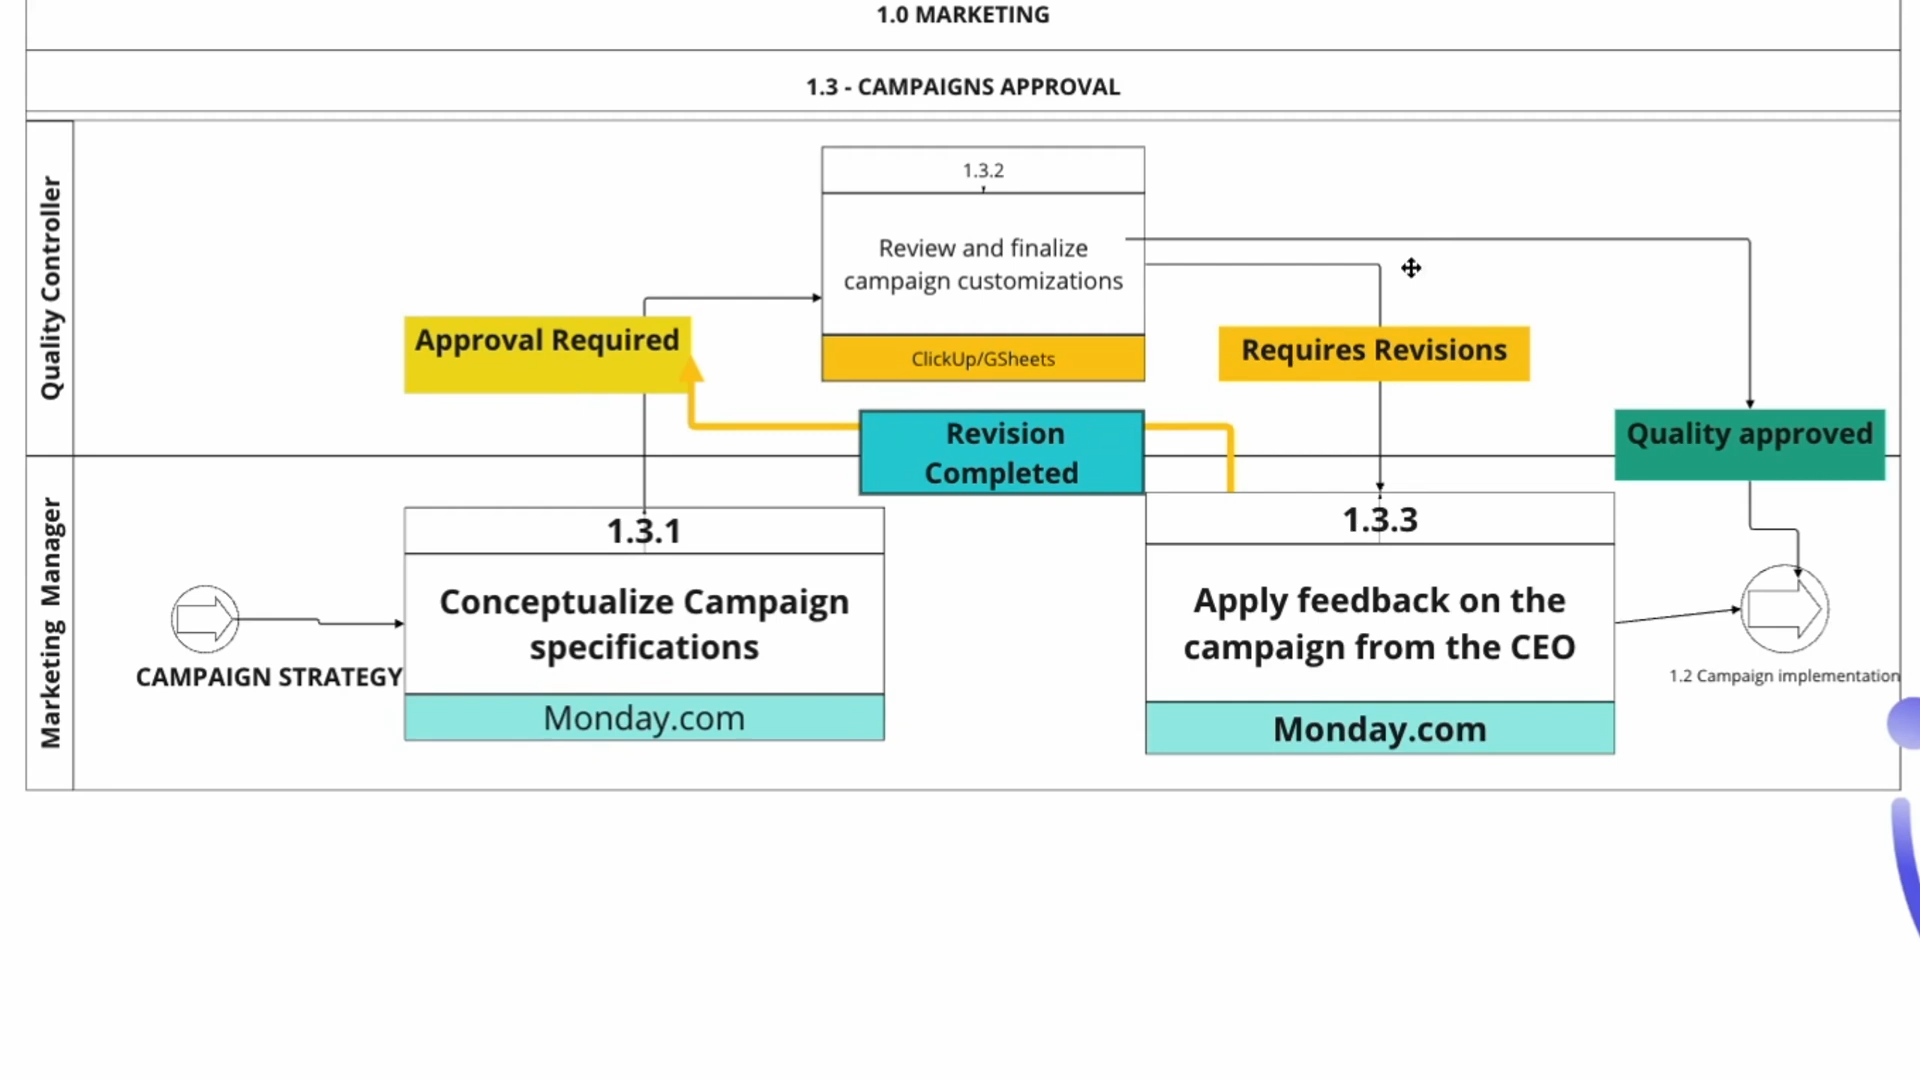 1.0 MARKETING
1.3 - CAMPAIGNS APPROVAL
Quality Controller
1.3.2
Review and finalize
campaign customizations
ClickUp/GSheets
Approval Required
Requires Revisions
Revision
Completed
Quality approved
Marketing Manager
CAMPAIGN STRATEGY
1.3.1
Conceptualize Campaign
specifications
Monday.com
1.3.3
Apply feedback on the
campaign from the CEO
Monday.com
1.2 Campaign implementation